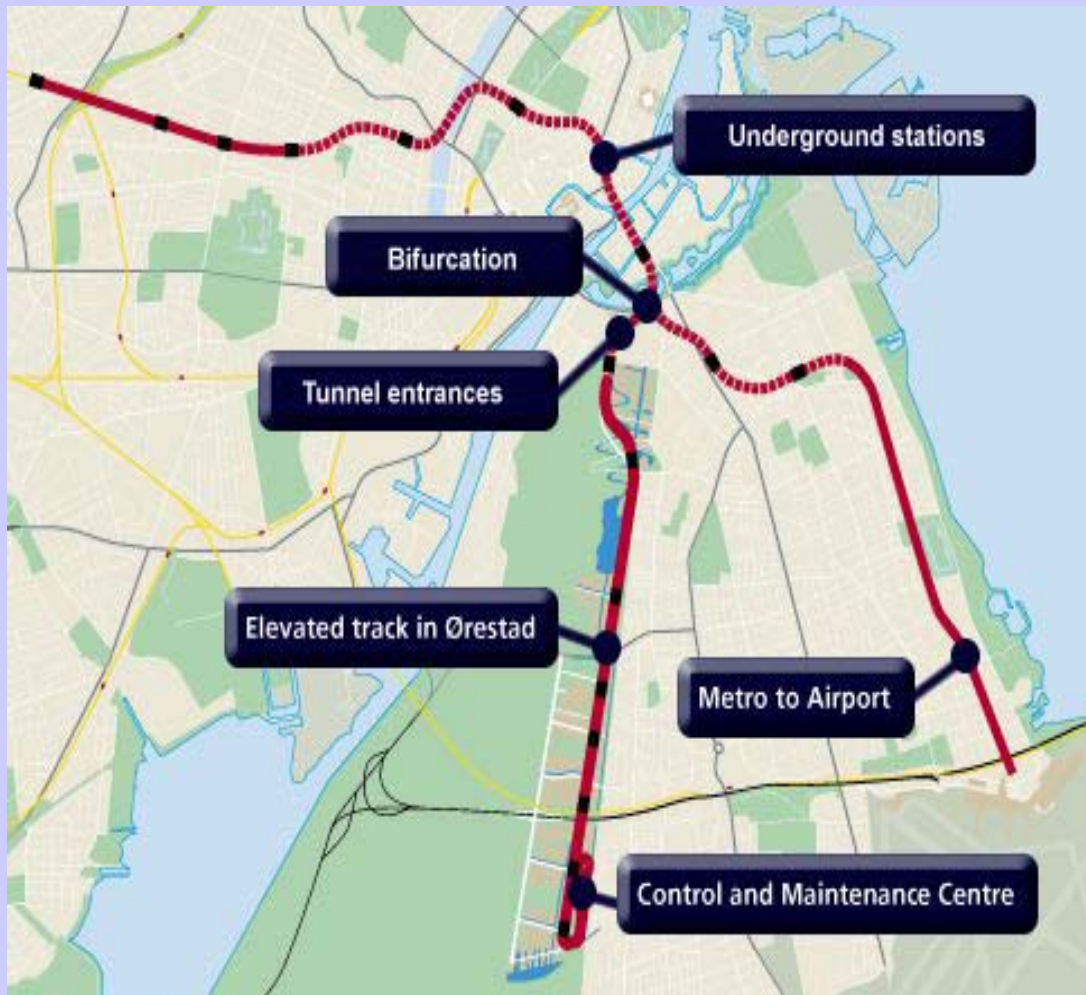 Underground stations
Bifurcation
Tunnel entrances
Elevated track in Ørestad
Metro to Airport
Control and Maintenance Centre